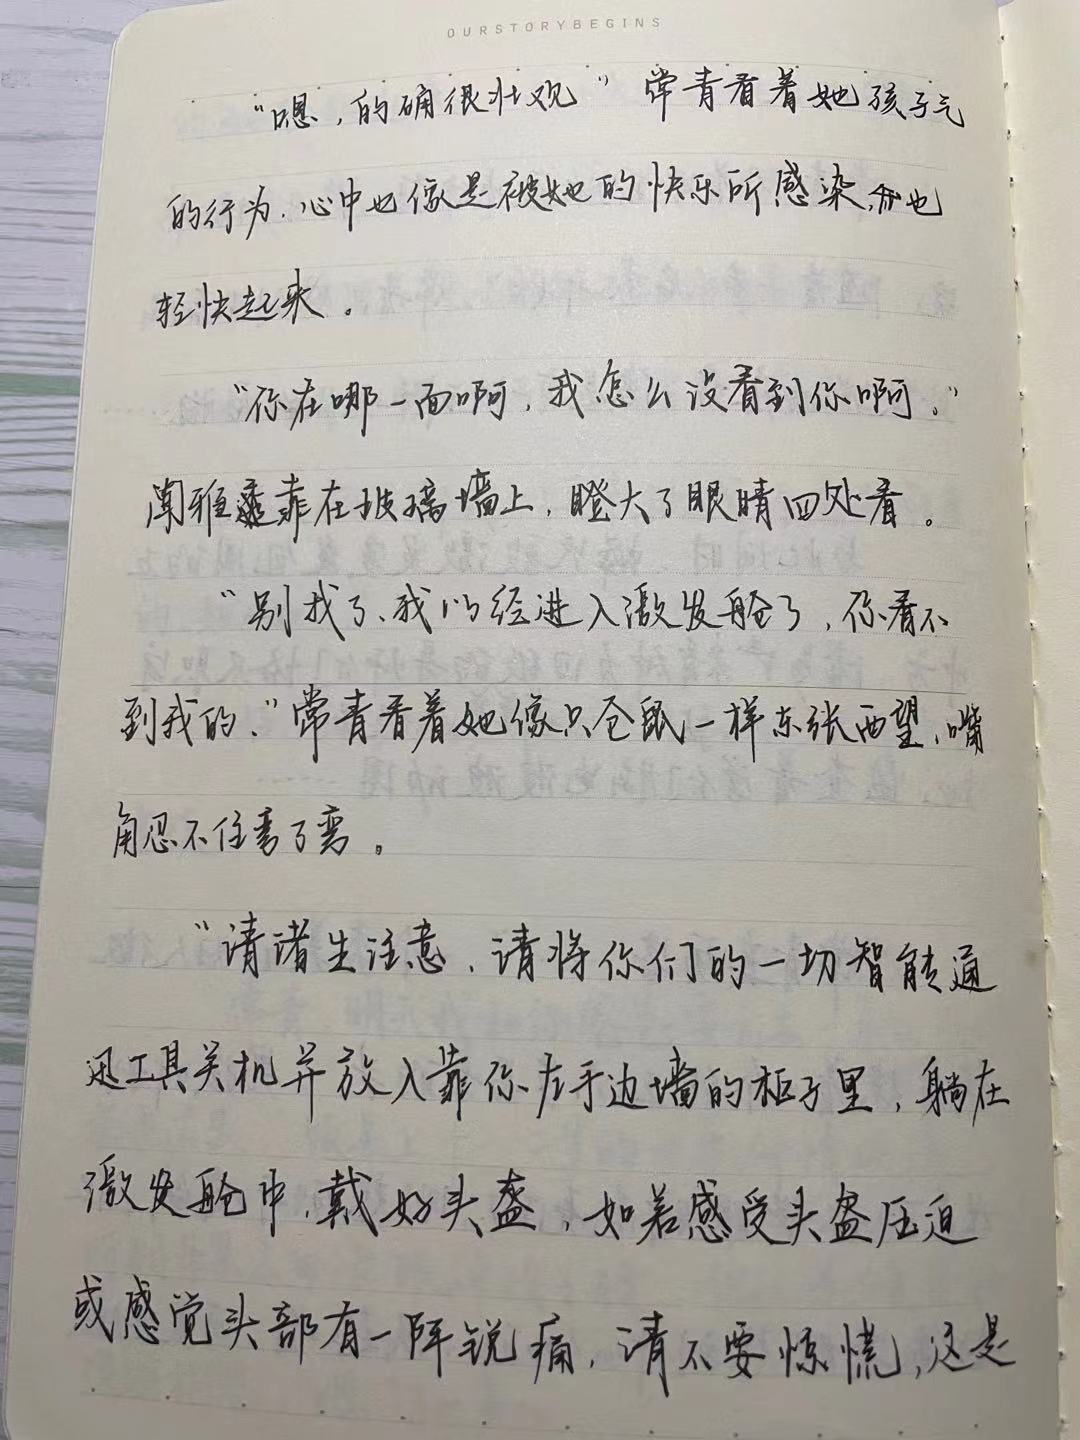 OURSTORYBEGINS
“嗯，的确很壮观”常青看着她孩子气
的行为，心中也像是被她的快乐所感染，也
轻快起来。
“你在哪一面啊，我怎么没看到你啊。”
闻雅靠在玻璃墙上，瞪大了眼睛四处看。
“别找了，我以经进入激发舱了，你看不
到我的。”常青看着她像只仓鼠一样东张西望，嘴
角忍不住弯了弯。
“请诸生注意，请将你们的一切智能通
迅工具关机并放入靠你左手边墙的柜子里，躺在
激发舱中，戴好头盔，如若感受头盔压迫
或感觉头部有一阵锐痛，请不要惊慌，这是